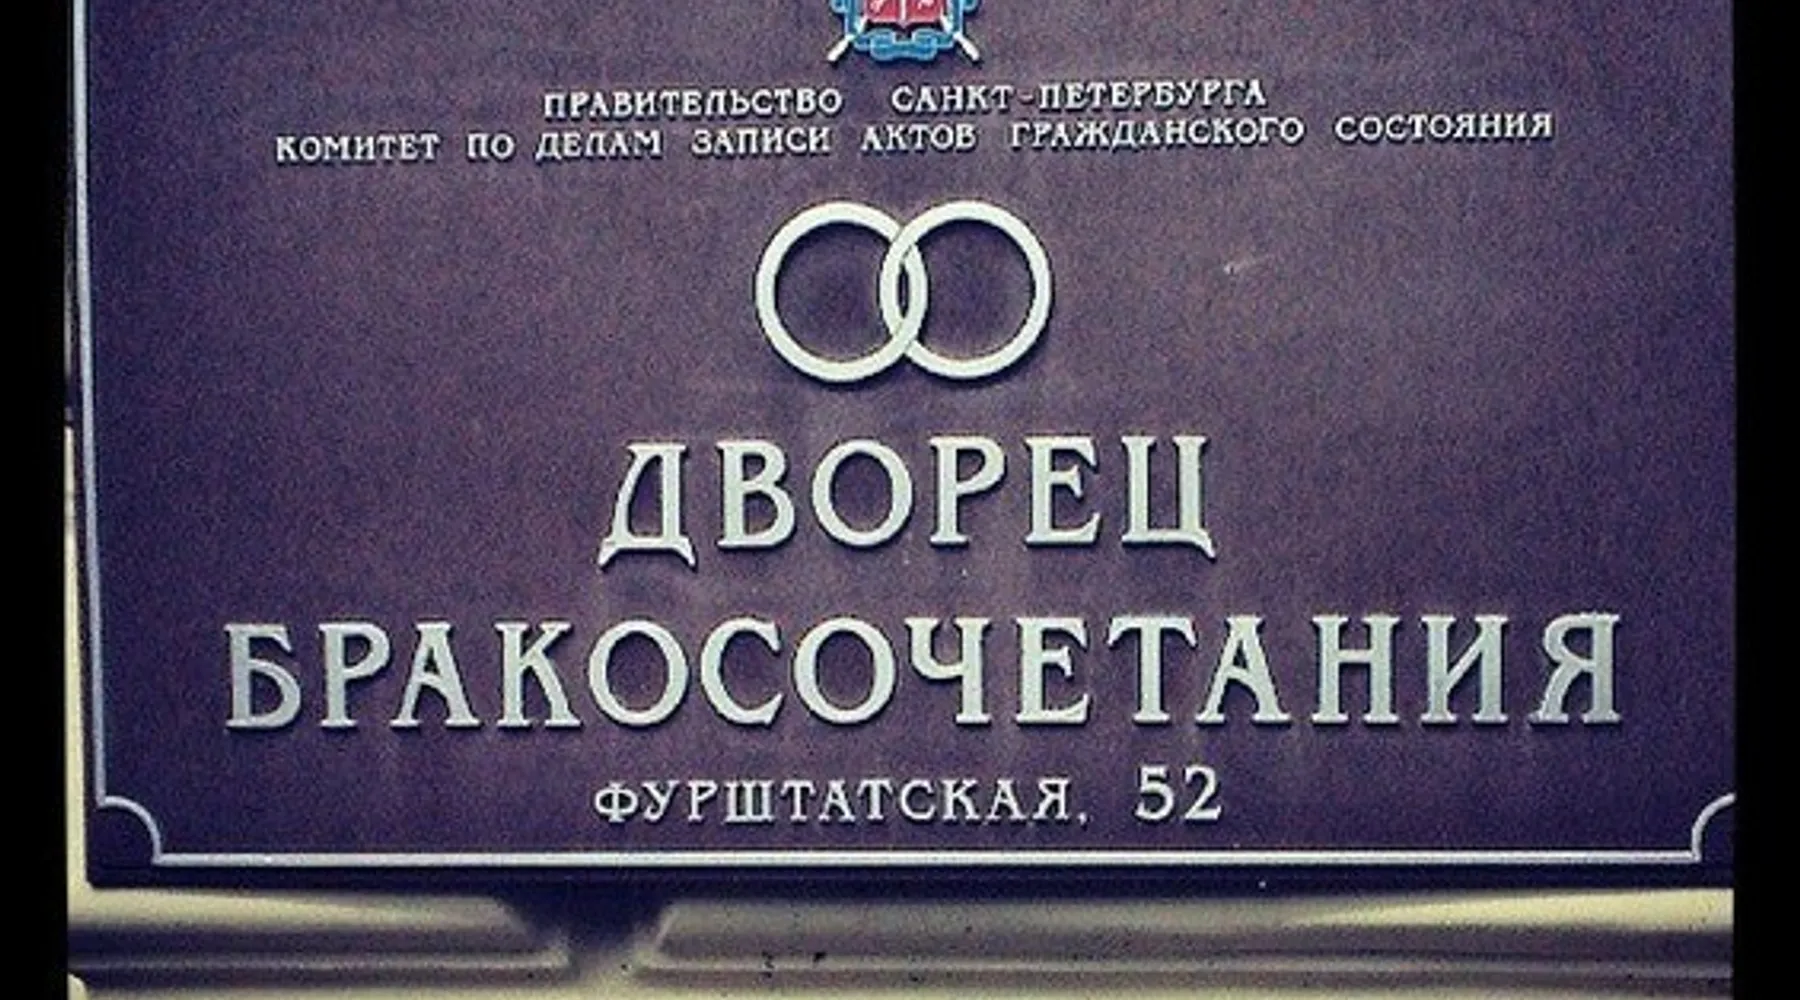 ПРАВИТЕЛЬСТВО САНКТ-ПЕТЕРБУРГА
КОМИТЕТ ПО ДЕЛАМ ЗАПИСИ АКТОВ ГРАЖДАНСКОГО СОСТОЯНИЯ
ДВОРЕЦ
БРАКОСОЧЕТАНИЯ
ФУРШТАТСКАЯ, 52